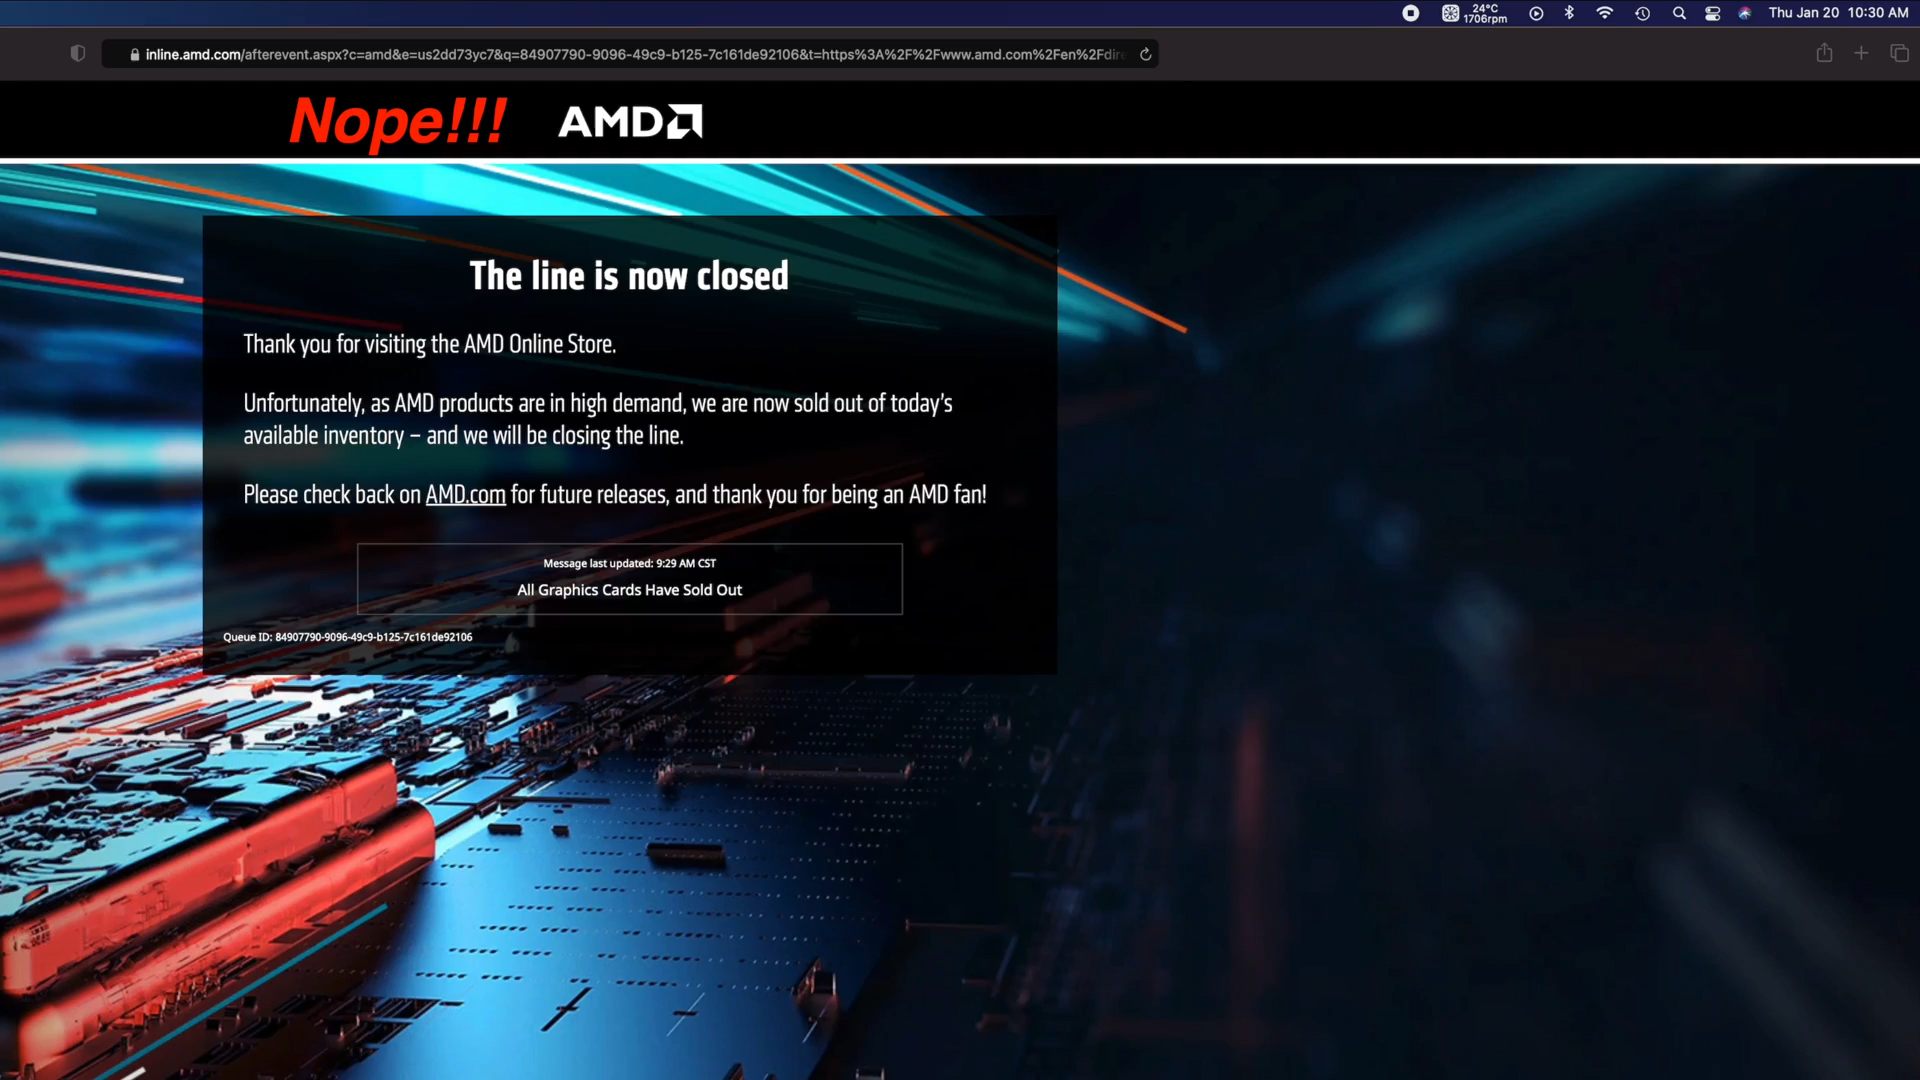 24°C
1706rpm
Thu Jan 20 10:30 AM
inline.amd.com/afterevent.aspx?c=amd&e=us2dd73yc7&q=84907790-9096-49c9-b125-7c161de92106&t=https%3A%2F%2Fwww.amd.com%2Fen%2Fdire
Nope!!! AMD
The line is now closed
Thank you for visiting the AMD Online Store.
Unfortunately, as AMD products are in high demand, we are now sold out of today’s
available inventory – and we will be closing the line.
Please check back on AMD.com for future releases, and thank you for being an AMD fan!
Message last updated: 9:29 AM CST
All Graphics Cards Have Sold Out
Queue ID: 84907790-9096-49c9-b125-7c161de92106